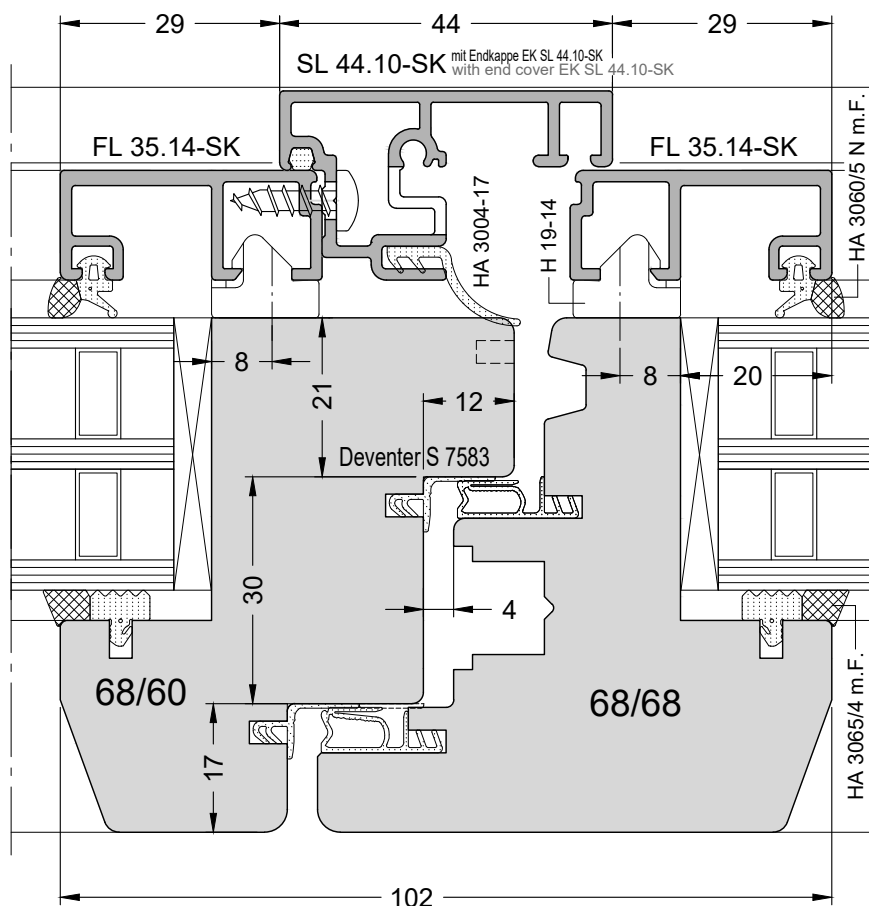 29
44
29
SL 44.10-SK mit Endkappe EK SL 44.10-SK
with end cover EK SL 44.10-SK
FL 35.14-SK
FL 35.14-SK
HA 3060/5 N m.F.
HA 3004-17
H 19-14
8
21
12
8
20
Deventer S 7583
30
4
68/60
68/68
17
HA 3065/4 m.F.
102